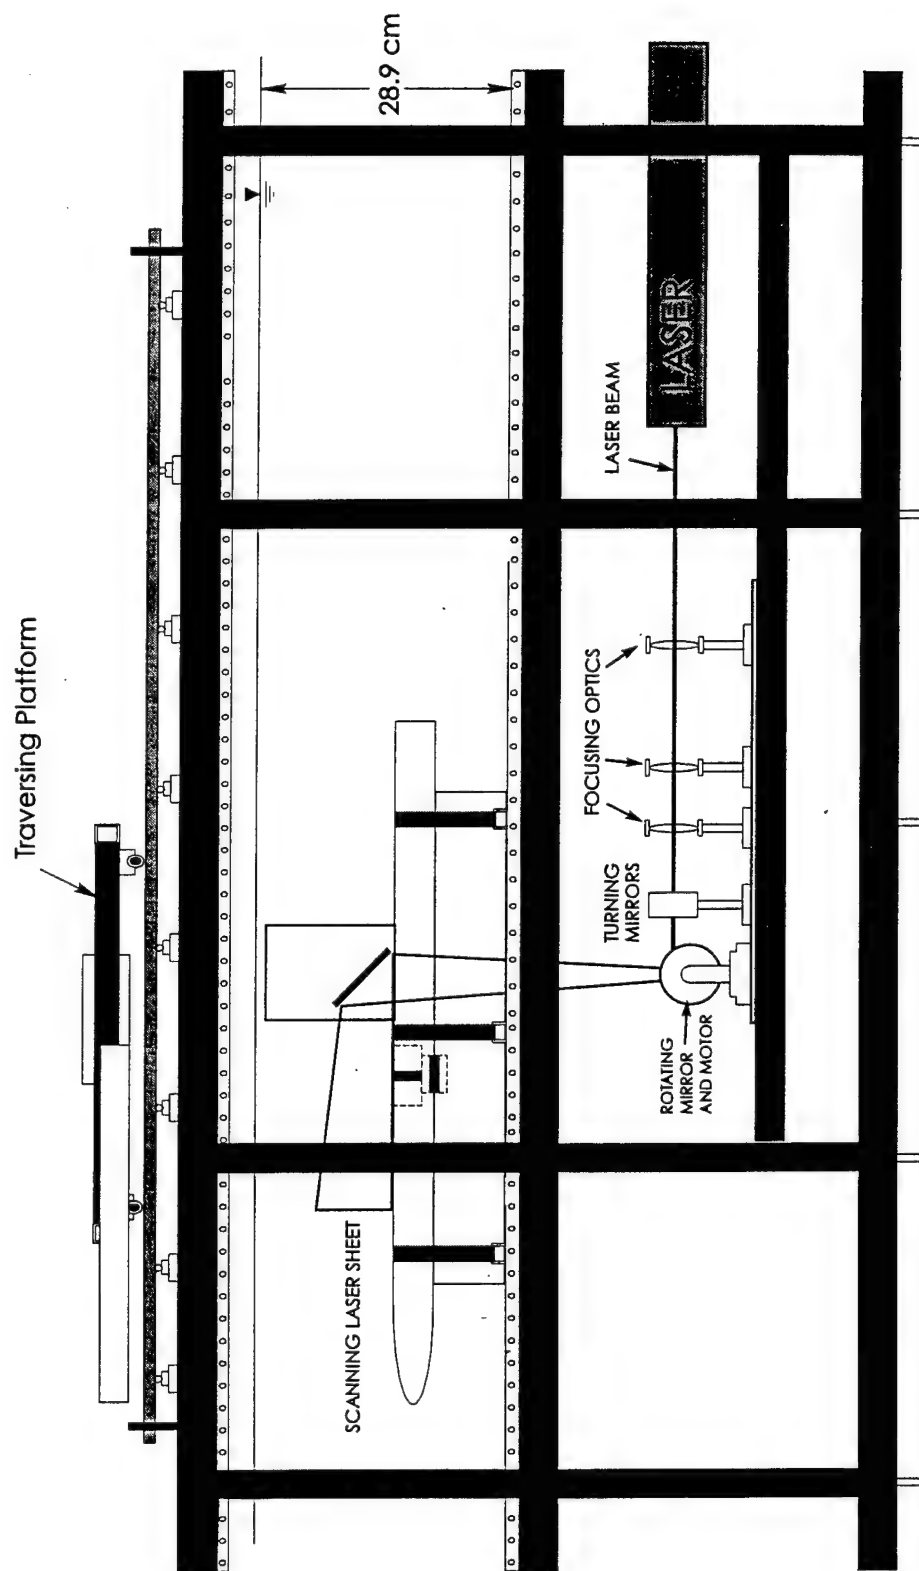 Traversing Platform
28.9 cm
SCANNING LASER SHEET
LASER BEAM
LASER
FOCUSING OPTICS
TURNING
MIRRORS
ROTATING
MIRROR
AND MOTOR